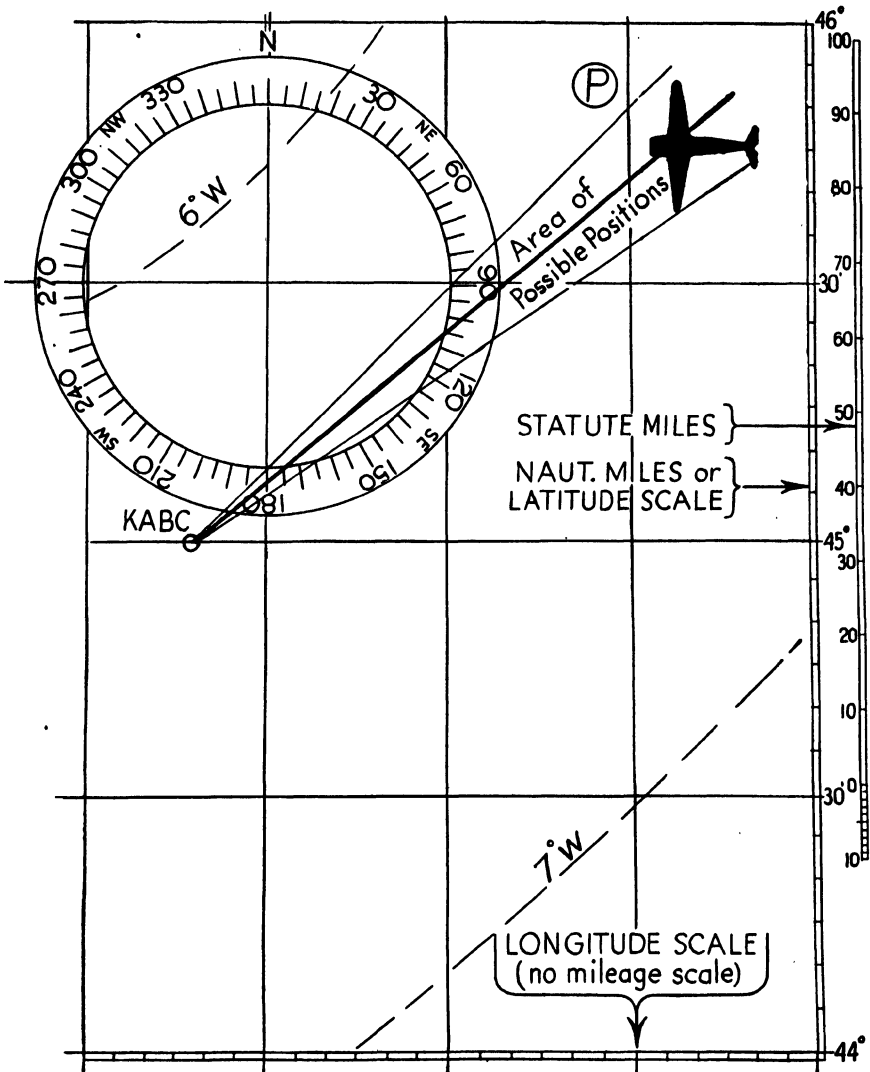 46°
100
N
P
330
30
90
NW
NE
300
60
80
6°W
Area of
Possible Positions
270
90
70
30'
60
240
120
50
STATUTE MILES
SW
SE
210
150
NAUT. MILES or
LATITUDE SCALE
40
180
KABC
45°
30
20
10
30'
0
7°W
10
LONGITUDE SCALE
(no mileage scale)
44°